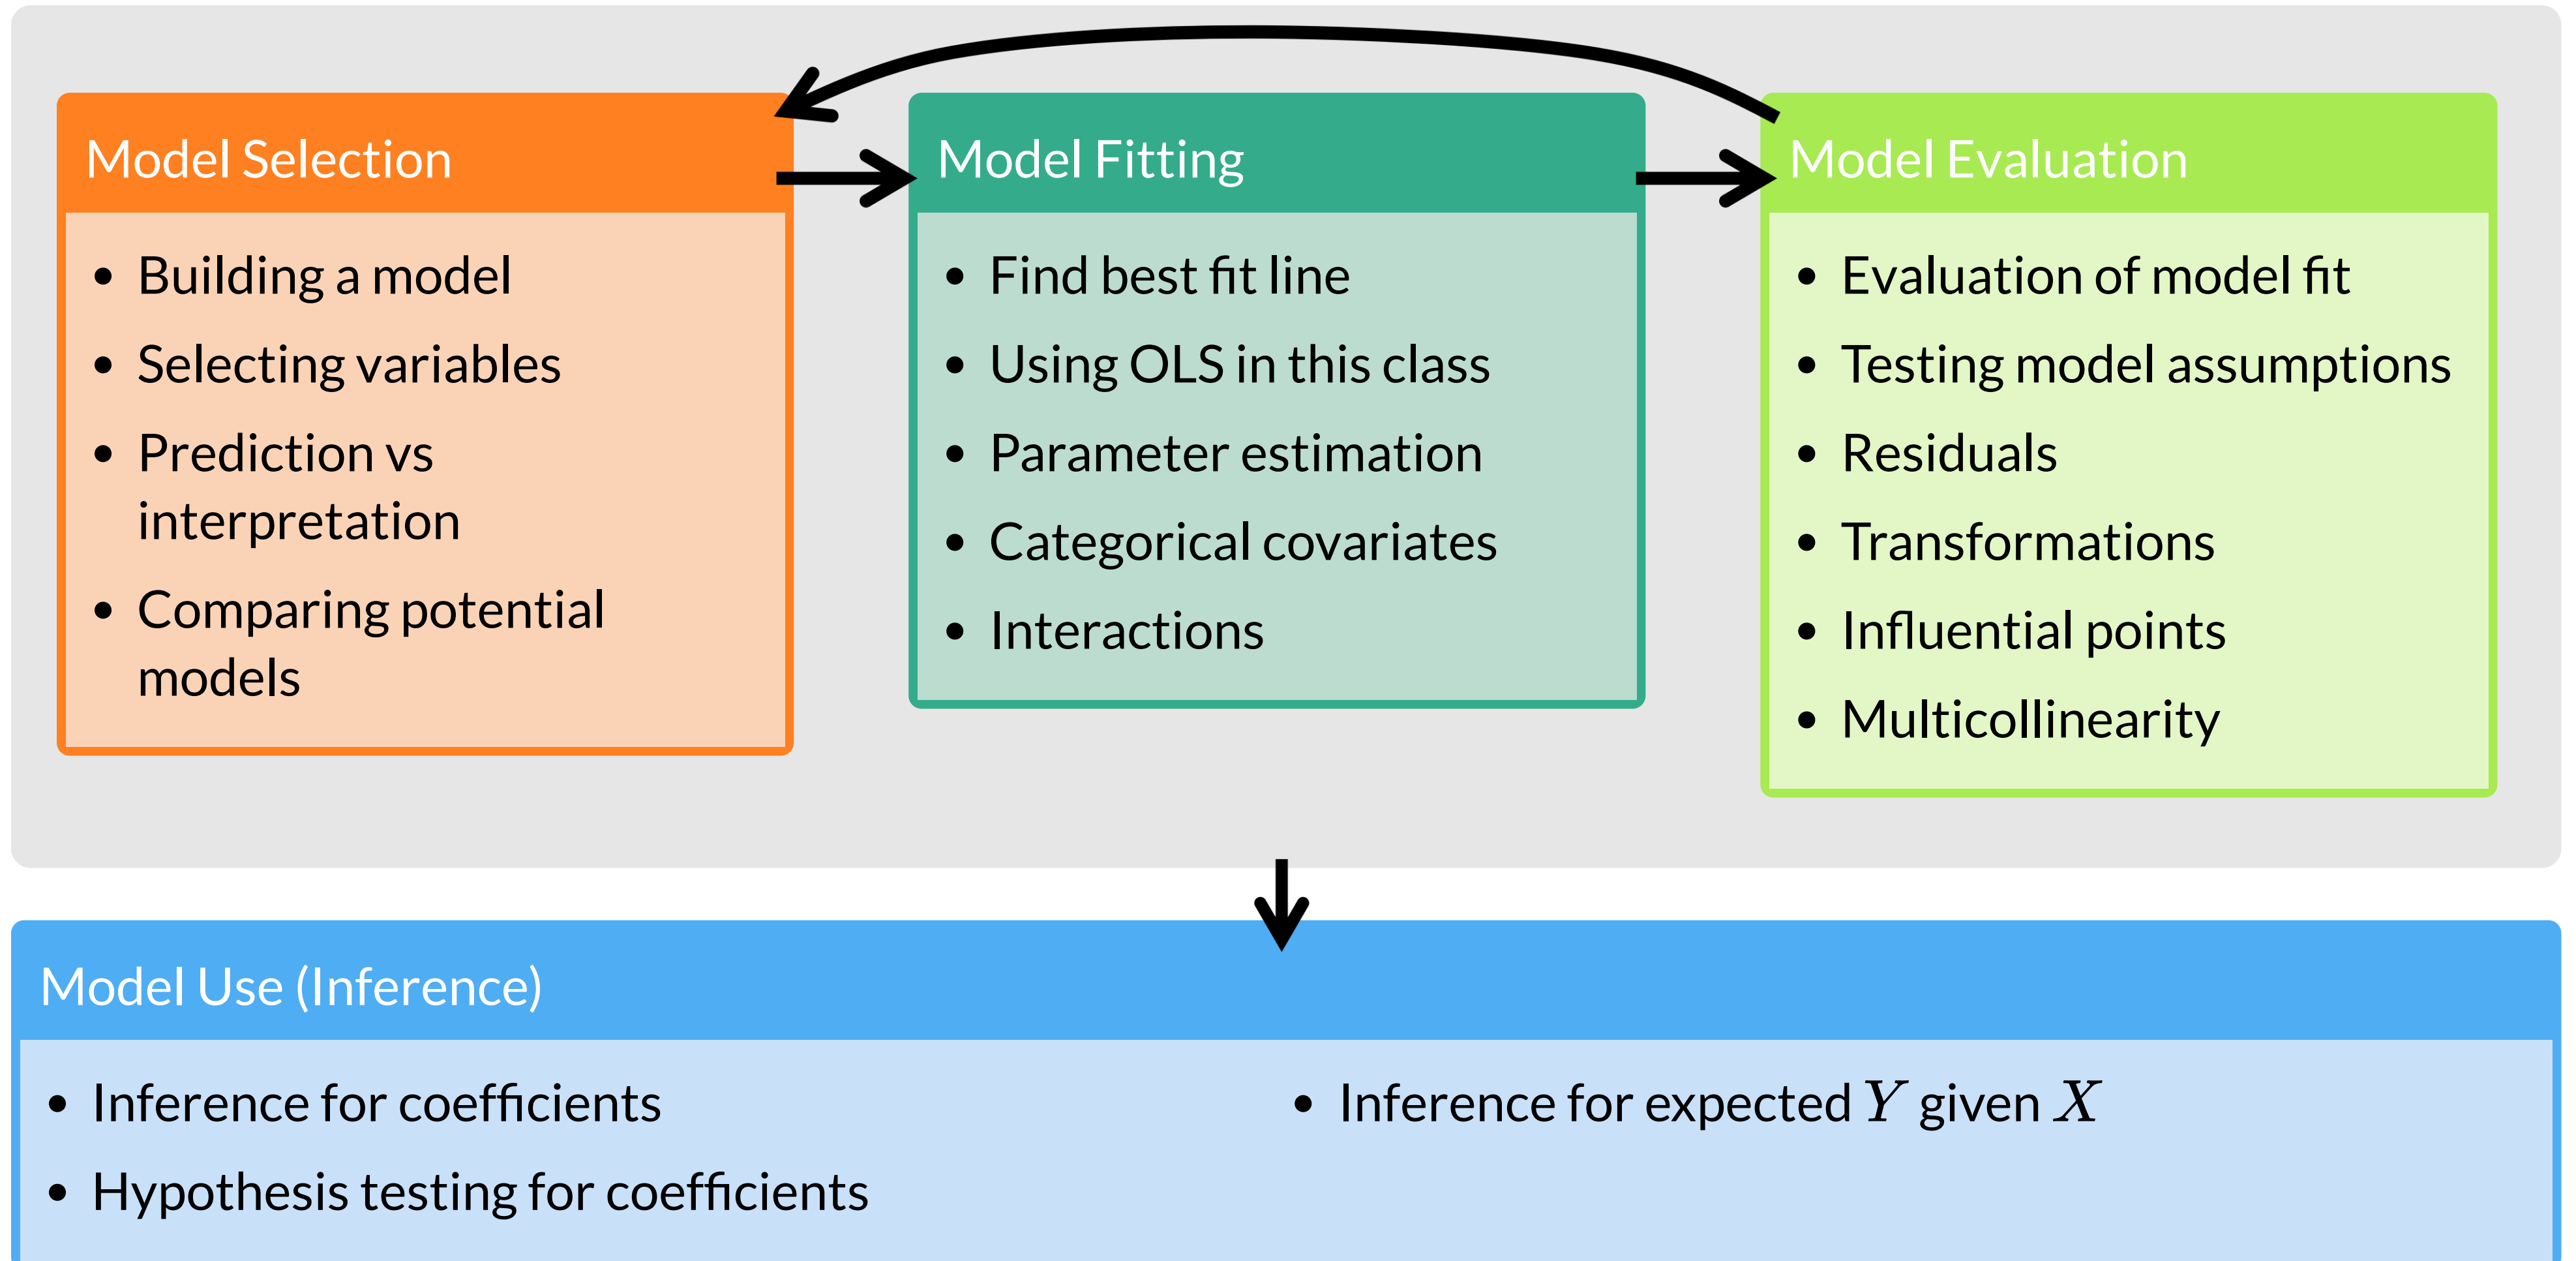 Model Selection
• Building a model
• Selecting variables
• Prediction vs
interpretation
• Comparing potential
models
Model Fitting
• Find best fit line
• Using OLS in this class
• Parameter estimation
• Categorical covariates
• Interactions
Model Evaluation
• Evaluation of model fit
• Testing model assumptions
• Residuals
• Transformations
• Influential points
• Multicollinearity
Model Use (Inference)
• Inference for coefficients
• Hypothesis testing for coefficients
• Inference for expected Y given X